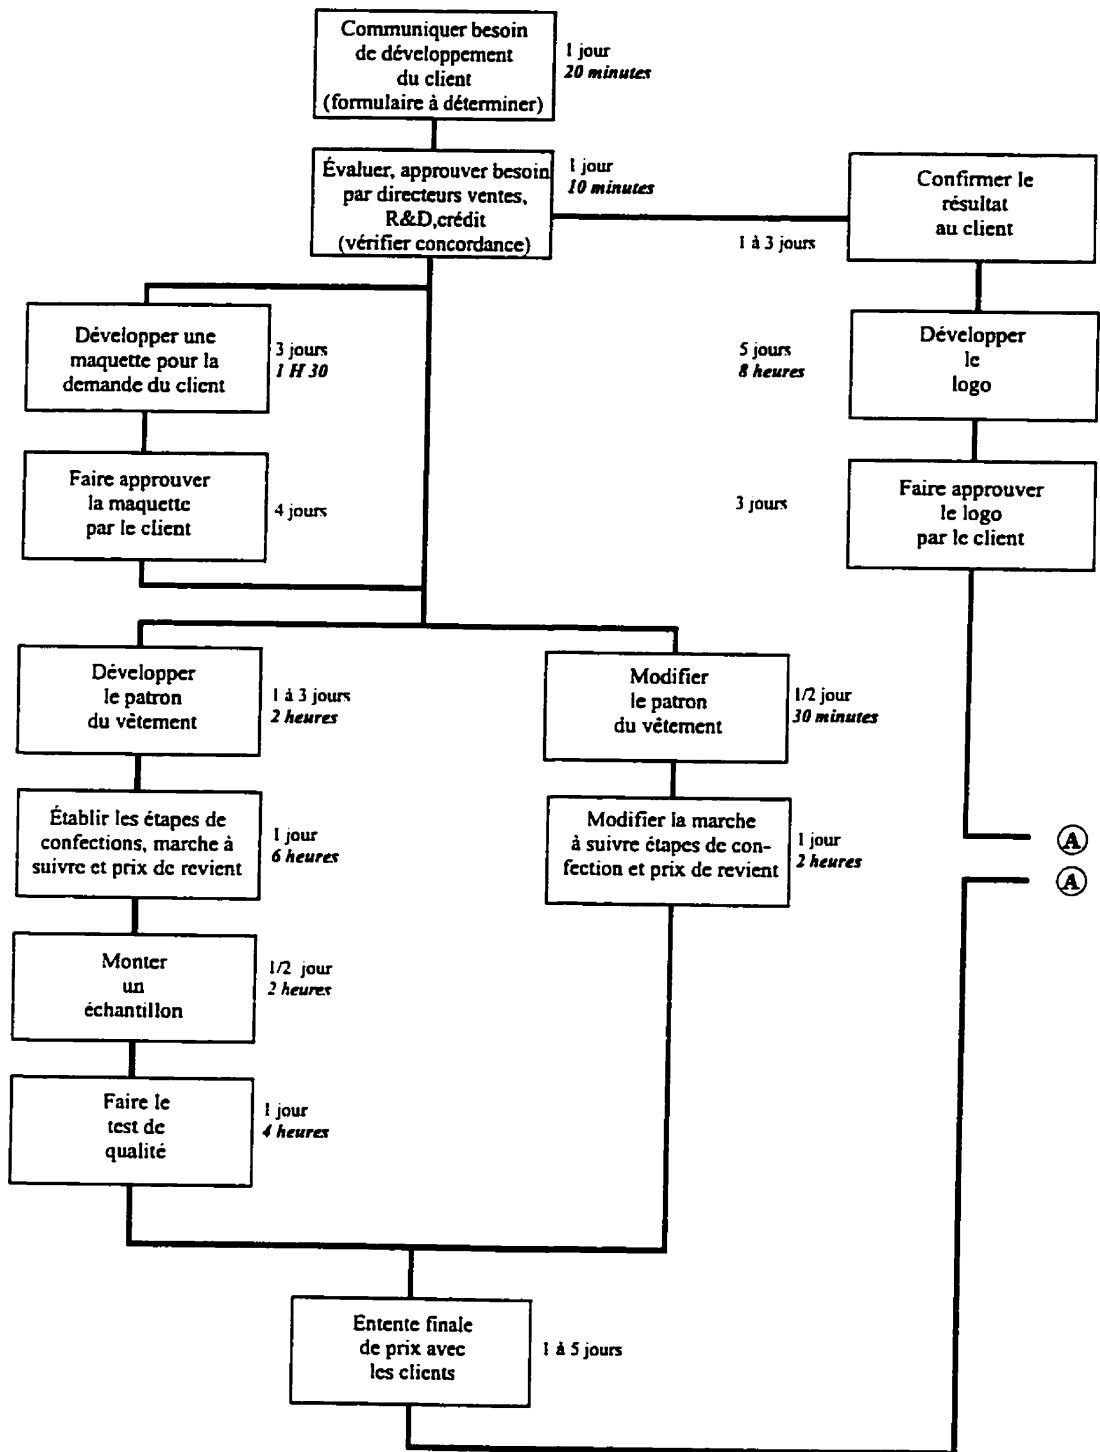 Communiquer besoin
de développement
du client
(formulaire à déterminer)
1 jour
20 minutes
Évaluer, approuver besoin
par directeurs ventes,
R&D,crédit
(vérifier concordance)
1 jour
10 minutes
Confirmer le
résultat
au client
1 à 3 jours
Développer une
maquette pour la
demande du client
3 jours
1 H 30
Développer
le
logo
5 jours
8 heures
Faire approuver
la maquette
par le client
4 jours
Faire approuver
le logo
par le client
3 jours
Développer
le patron
du vêtement
1 à 3 jours
2 heures
Modifier
le patron
du vêtement
1/2 jour
30 minutes
Établir les étapes de
confections, marche à
suivre et prix de revient
1 jour
6 heures
Modifier la marche
à suivre étapes de con-
fection et prix de revient
1 jour
2 heures
A
A
Monter
un
échantillon
1/2 jour
2 heures
Faire le
test de
qualité
1 jour
4 heures
Entente finale
de prix avec
les clients
1 à 5 jours